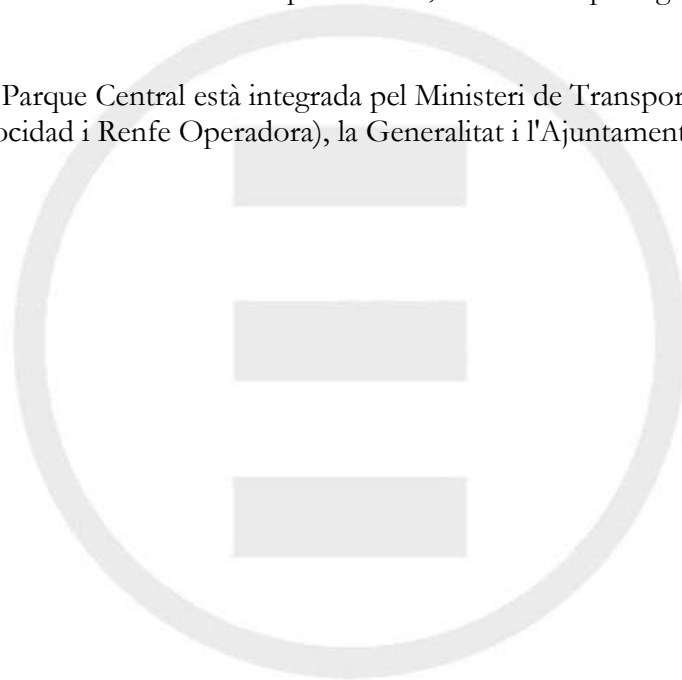 Parque Central està integrada pel Ministeri de Transpor
ocidad i Renfe Operadora), la Generalitat i l'Ajuntament